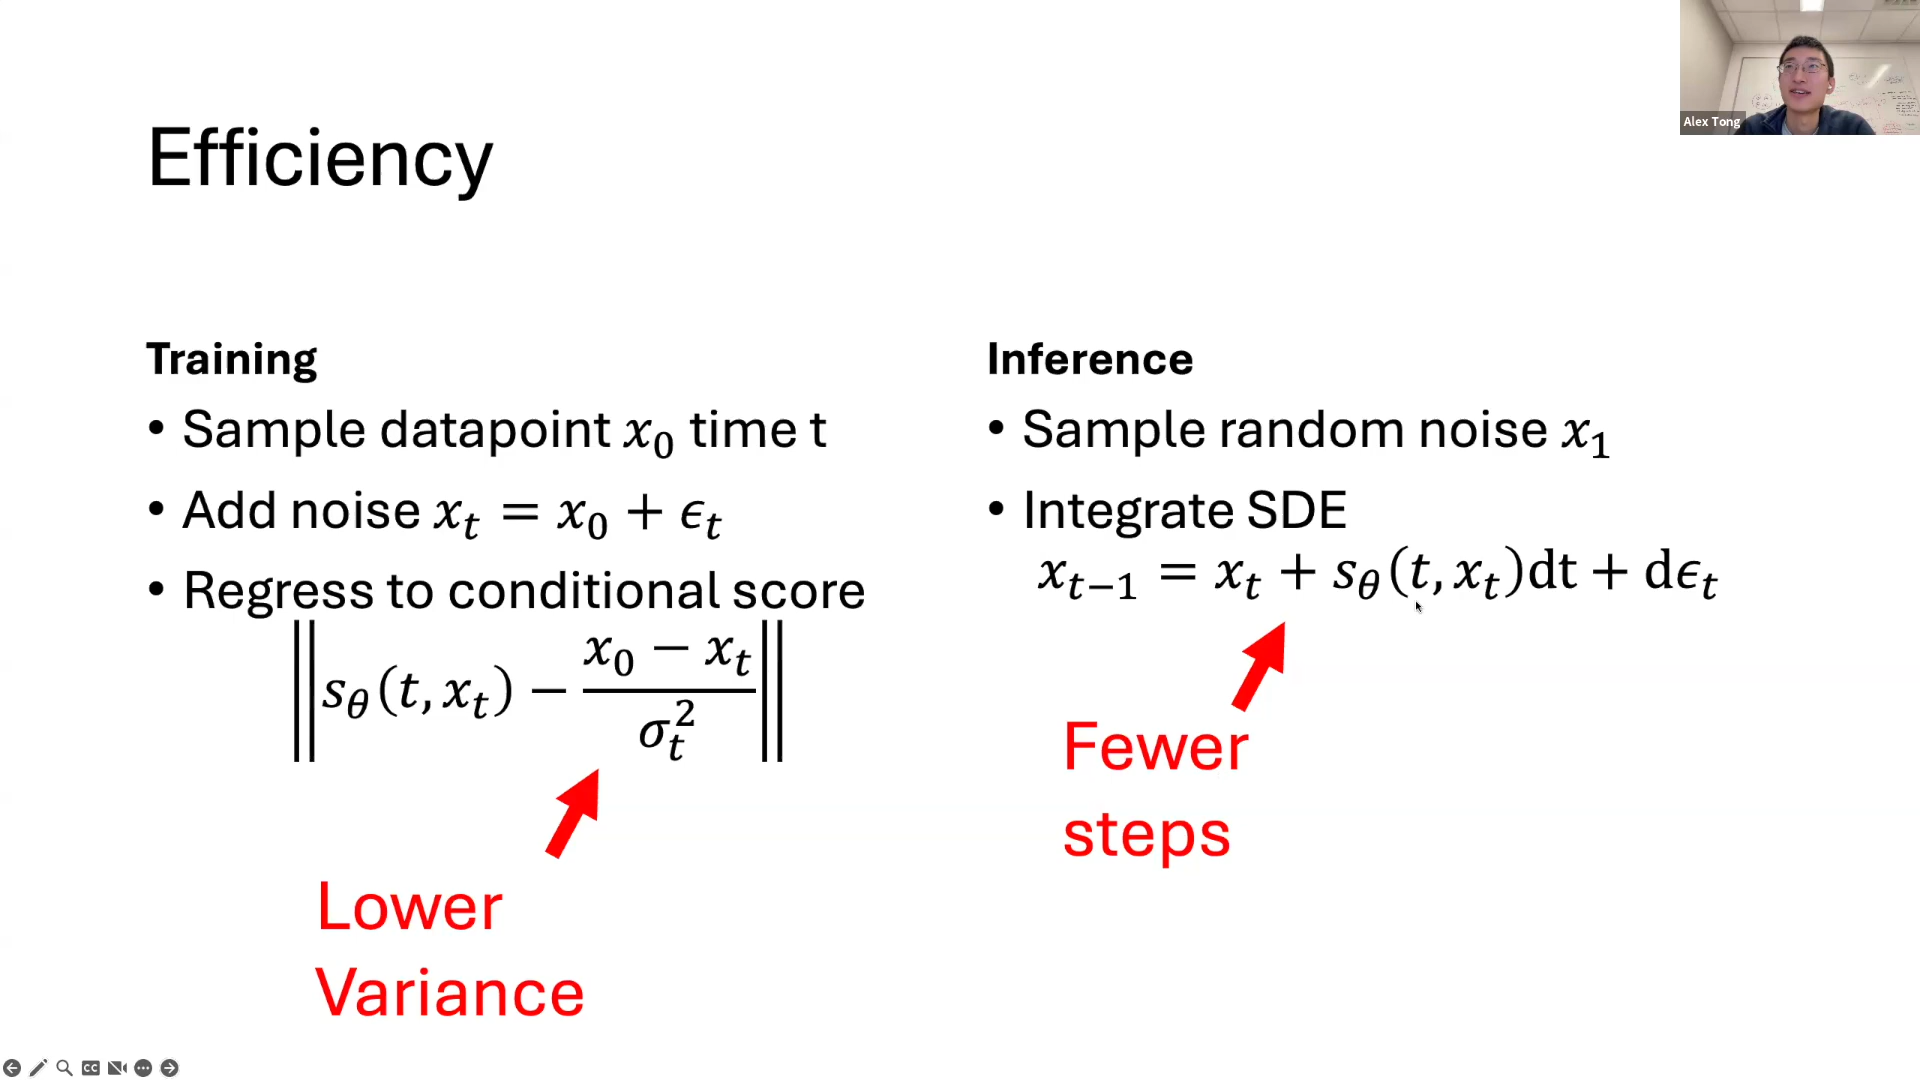 Efficiency
Training
• Sample datapoint x₀ time t
• Add noise xₜ = x₀ + ϵₜ
• Regress to conditional score
‖s_θ(t, xₜ) − (x₀ − xₜ)/σₜ²‖
Lower
Variance
Inference
• Sample random noise x₁
• Integrate SDE
xₜ₋₁ = xₜ + s_θ(t, xₜ)dt + dϵₜ
Fewer
steps
Alex Tong
CC